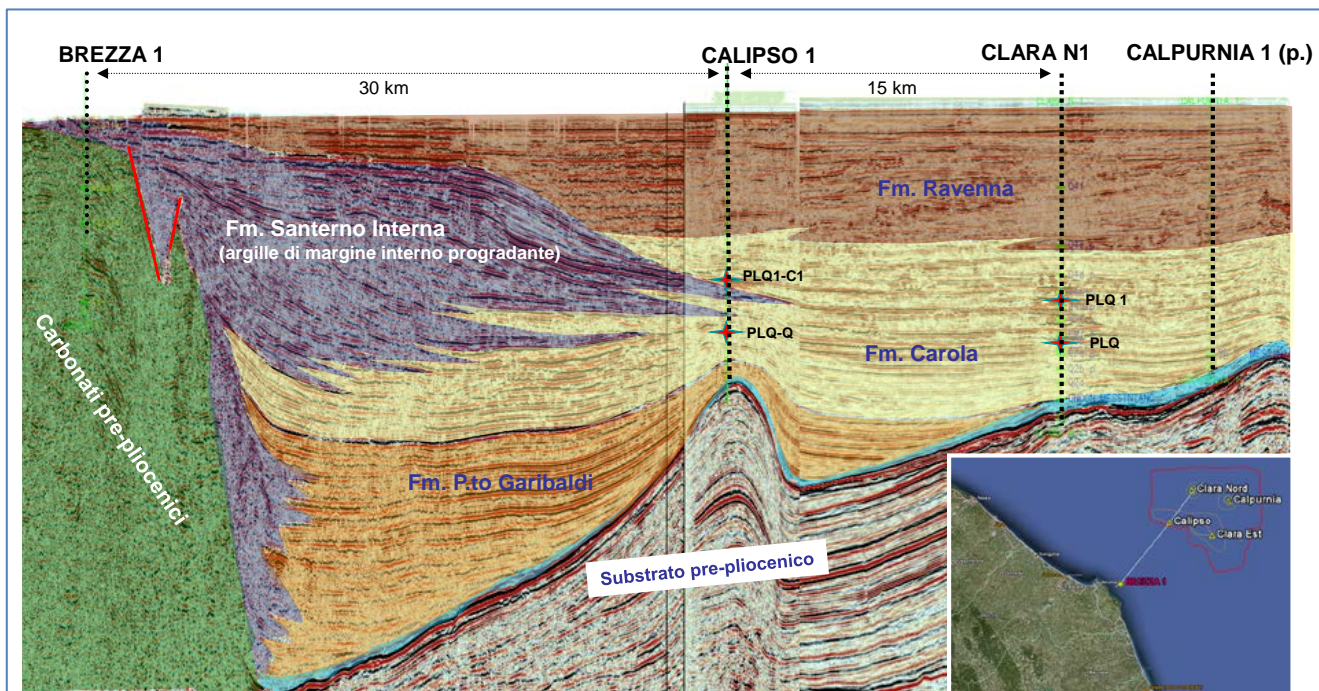 BREZZA 1
CALIPSO 1
CLARA N1
CALPURNIA 1 (p.)
30 km
15 km
Fm. Ravenna
Fm. Santerno Interna
(argille di margine interno progradante)
PLQ1-C1
PLQ 1
PLQ-Q
PLQ
Fm. Carola
Carbonati pre-pliocenici
Fm. P.to Garibaldi
Substrato pre-pliocenico
Clara Nord
Calpurnia
Calipso
Clara Est
BREZZA 1